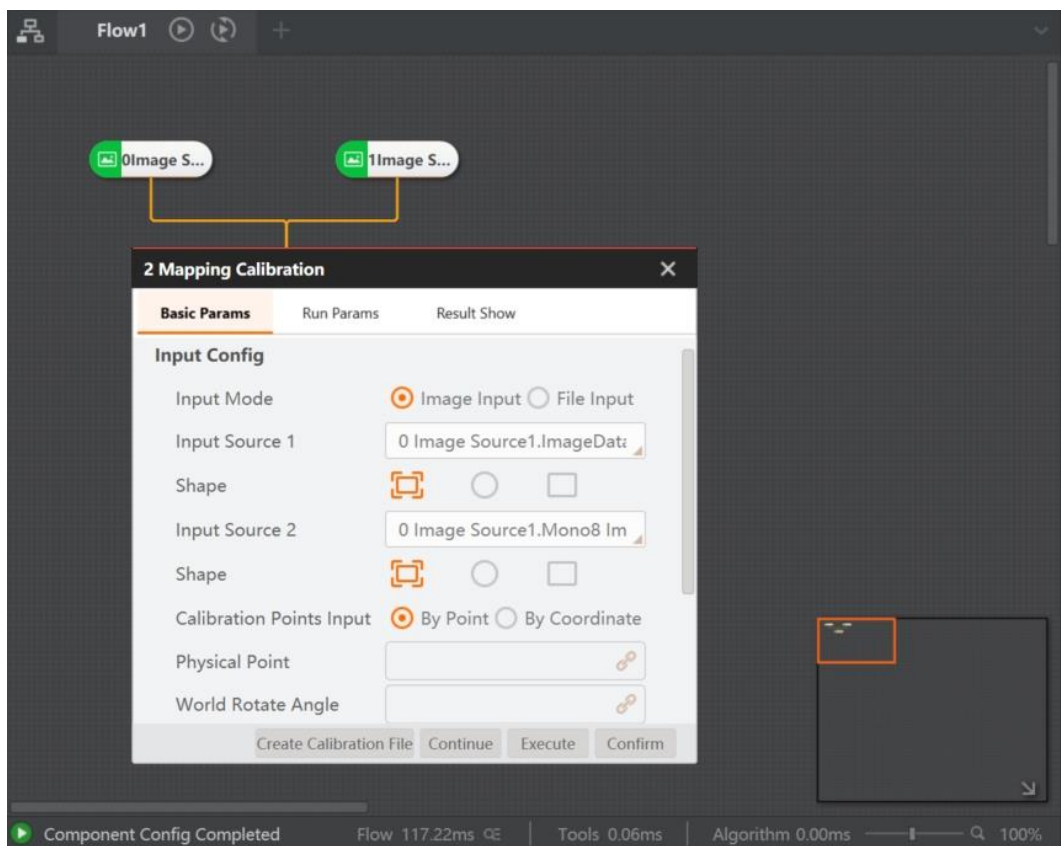 Flow1
0Image S...
1Image S...
2 Mapping Calibration
Basic Params Run Params Result Show
Input Config
Input Mode Image Input File Input
Input Source 1 0 Image Source1.ImageData
Shape
Input Source 2 0 Image Source1.Mono8 Im
Shape
Calibration Points Input By Point By Coordinate
Physical Point
World Rotate Angle
Create Calibration File Continue Execute Confirm
Component Config Completed Flow 117.22ms Tools 0.06ms Algorithm 0.00ms 100%